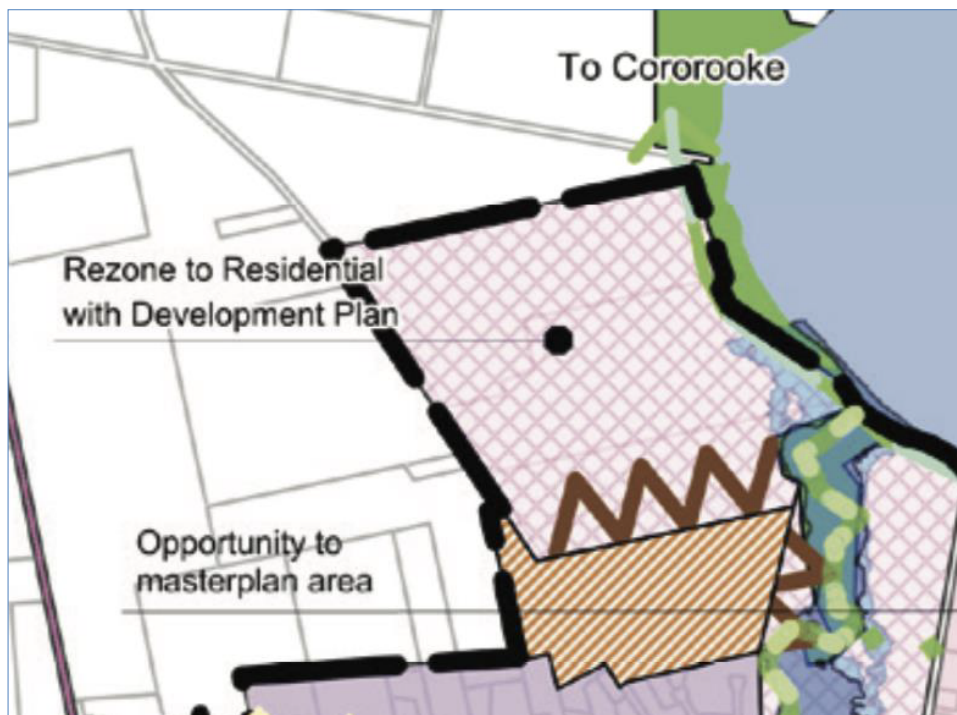 To Cororooke
Rezone to Residential
with Development Plan
Opportunity to
masterplan area